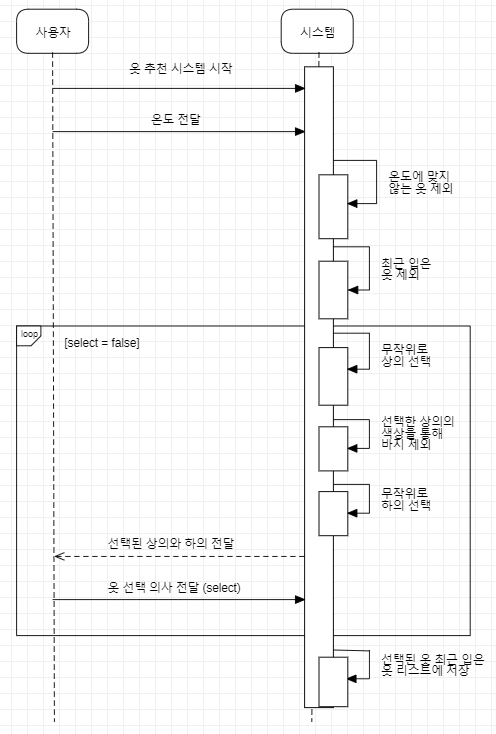 사용자
시스템
옷 추천 시스템 시작
온도 전달
온도에 맞지
않는 옷 제외
최근 입은
옷 제외
loop
[select = false]
무작위로
상의 선택
선택한 상의의
색상를 통해
바지 제외
무작위로
하의 선택
선택된 상의와 하의 전달
옷 선택 의사 전달 (select)
선택된 옷 최근 입은
옷 리스트에 저장